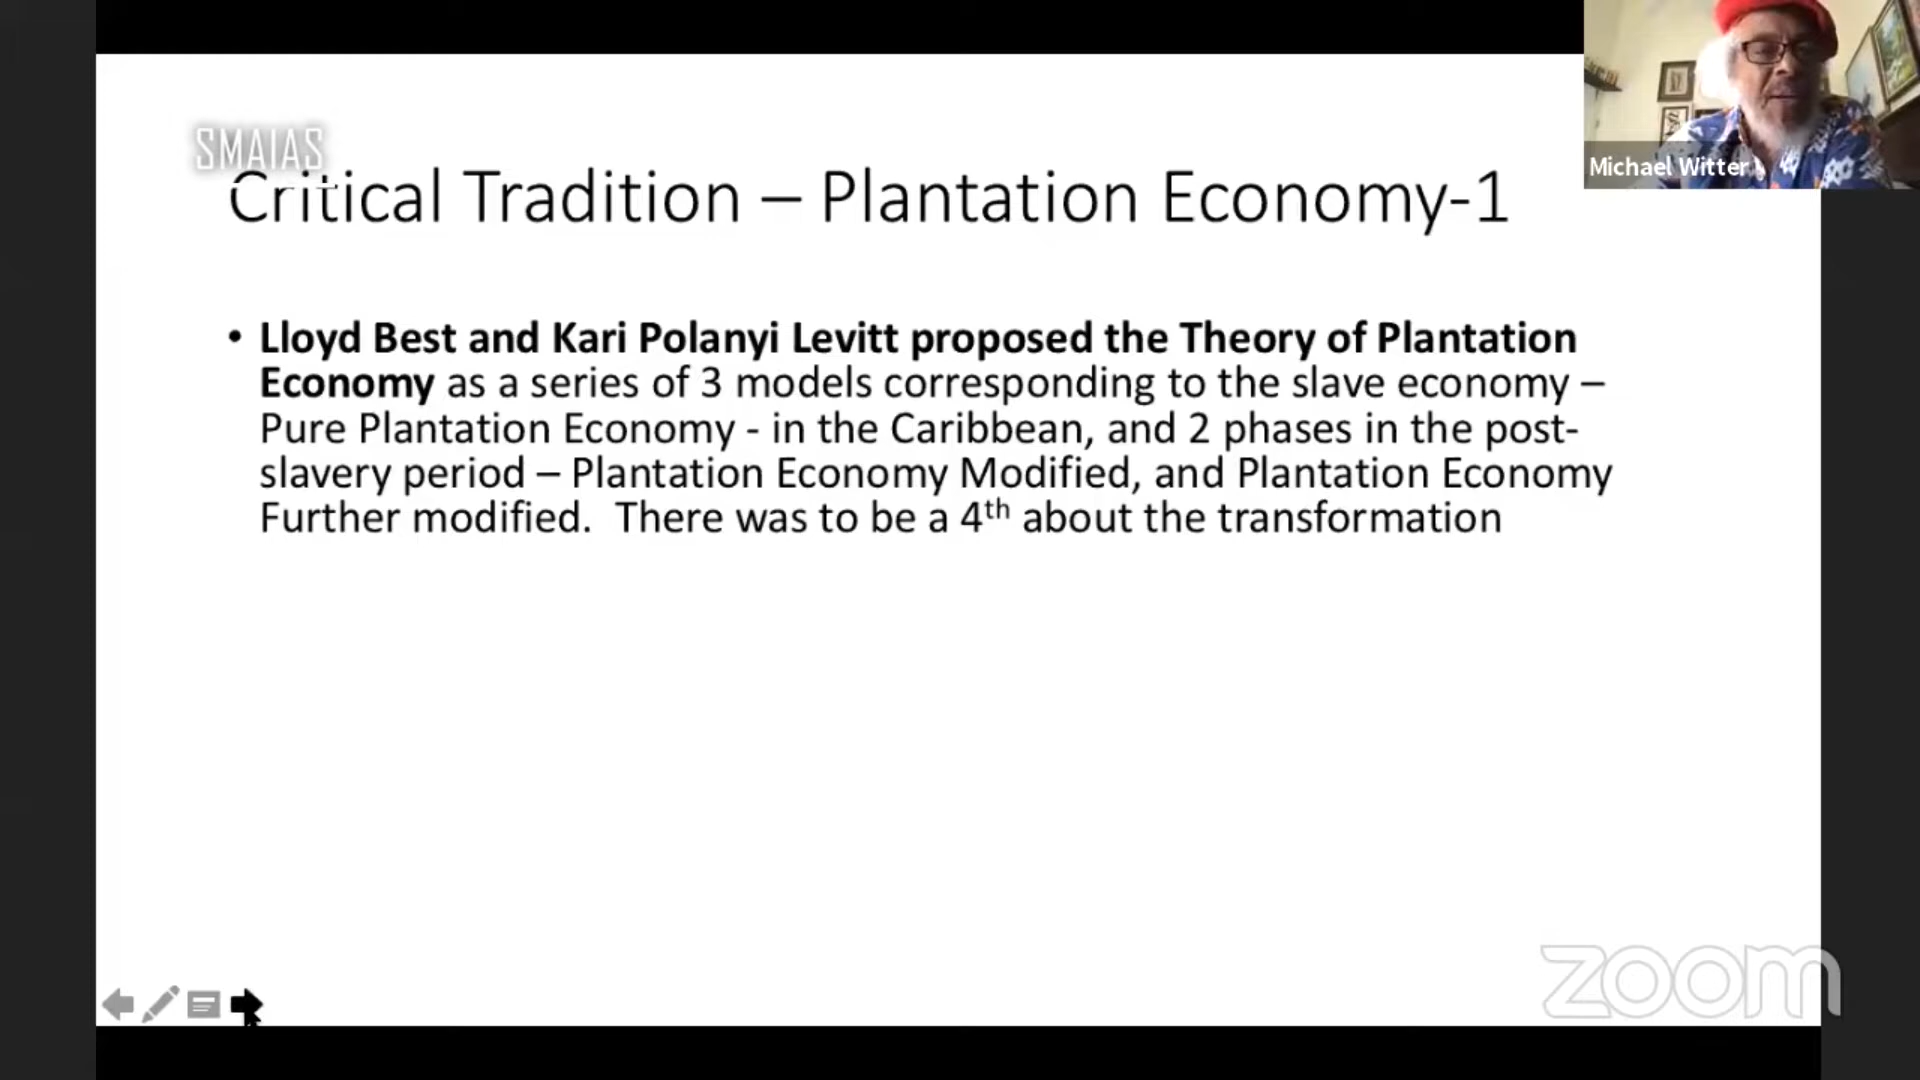 SMAIAS
Michael Witter
Critical Tradition – Plantation Economy-1
• Lloyd Best and Kari Polanyi Levitt proposed the Theory of Plantation
Economy as a series of 3 models corresponding to the slave economy –
Pure Plantation Economy - in the Caribbean, and 2 phases in the post-
slavery period – Plantation Economy Modified, and Plantation Economy
Further modified.  There was to be a 4th about the transformation
zoom